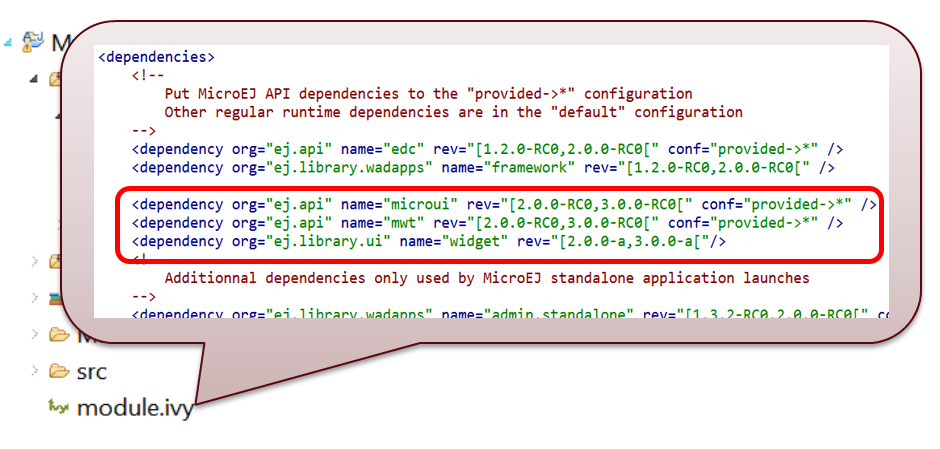 <dependencies>
<!--
Put MicroEJ API dependencies to the "provided->*" configuration
Other regular runtime dependencies are in the "default" configuration
-->
<dependency org="ej.api" name="edc" rev="[1.2.0-RC0,2.0.0-RC0[" conf="provided->*" />
<dependency org="ej.library.wadapps" name="framework" rev="[1.2.0-RC0,2.0.0-RC0[" />
<dependency org="ej.api" name="microui" rev="[2.0.0-RC0,3.0.0-RC0[" conf="provided->*" />
<dependency org="ej.api" name="mwt" rev="[2.0.0-RC0,3.0.0-RC0[" conf="provided->*" />
<dependency org="ej.library.ui" name="widget" rev="[2.0.0-a,3.0.0-a["/>
<!
Additionnal dependencies only used by MicroEJ standalone application launches
-->
<dependency org="ej.library.wadapps" name="admin.standalone" rev="[1.3.2-RC0,2.0.0-RC0["
src
module.ivy